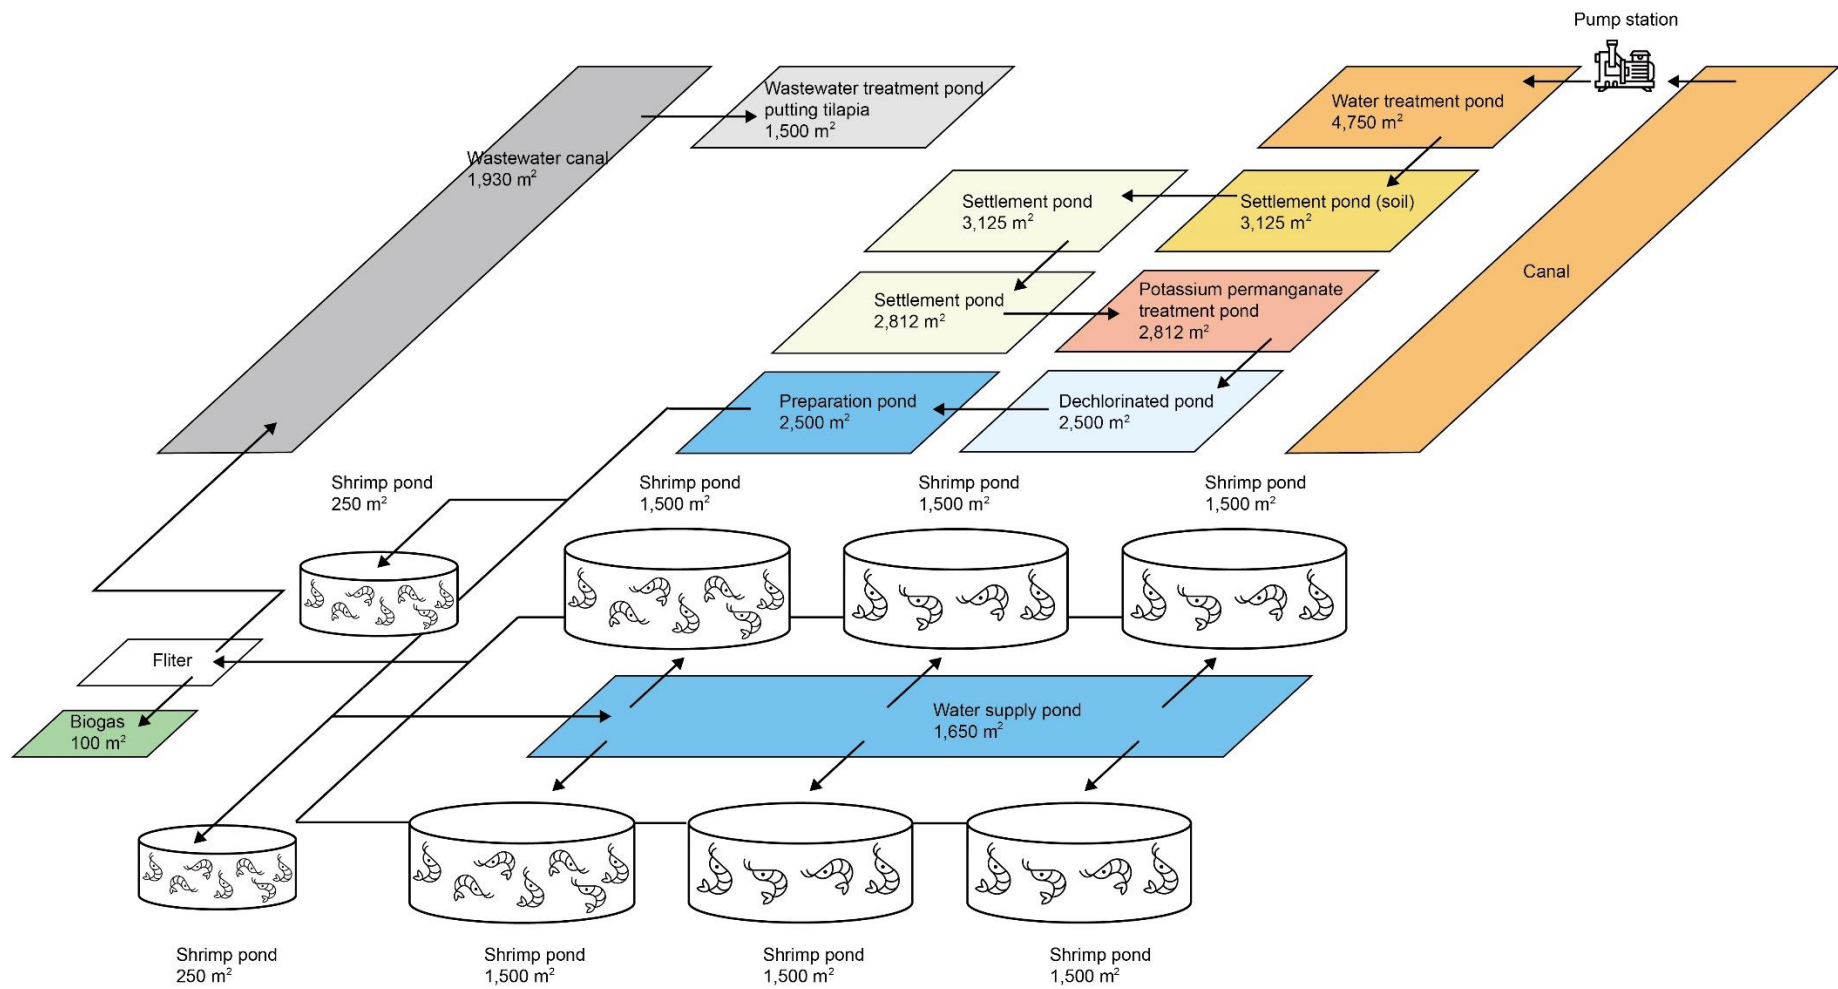 Pump station
Wastewater treatment pond
putting tilapia
1,500 m²
Water treatment pond
4,750 m²
Wastewater canal
1,930 m²
Settlement pond
3,125 m²
Settlement pond (soil)
3,125 m²
Canal
Settlement pond
2,812 m²
Potassium permanganate
treatment pond
2,812 m²
Preparation pond
2,500 m²
Dechlorinated pond
2,500 m²
Shrimp pond
250 m²
Shrimp pond
1,500 m²
Shrimp pond
1,500 m²
Shrimp pond
1,500 m²
Fliter
Biogas
100 m²
Water supply pond
1,650 m²
Shrimp pond
250 m²
Shrimp pond
1,500 m²
Shrimp pond
1,500 m²
Shrimp pond
1,500 m²